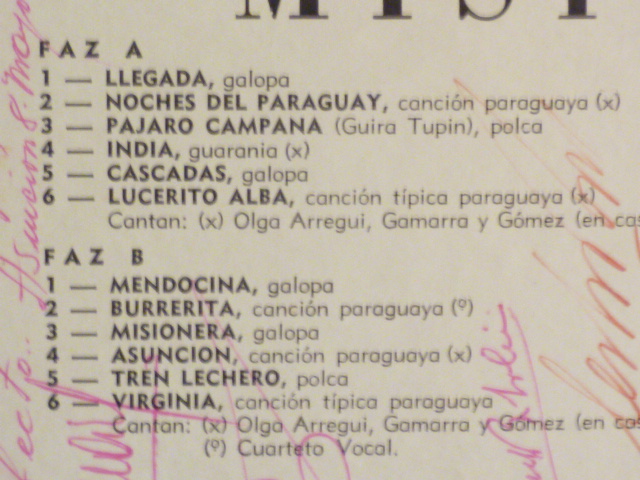 FAZ A
1 — LLEGADA, galopa
2 — NOCHES DEL PARAGUAY, canción paraguaya (x)
3 — PAJARO CAMPANA (Guira Tupin), polca
4 — INDIA, guarania (x)
5 — CASCADAS, galopa
6 — LUCERITO ALBA, canción típica paraguaya (x)
Cantan: (x) Olga Arregui, Gamarra y Gómez (en
FAZ B
1 — MENDOCINA, galopa
2 — BURRERITA, canción paraguaya (º)
3 — MISIONERA, galopa
4 — ASUNCION, canción paraguaya (x)
5 — TREN LECHERO, polca
6 — VIRGINIA, canción típica paraguaya
Cantan: (x) Olga Arregui, Gamarra y Gómez (en
(º) Cuarteto Vocal.
Asunción